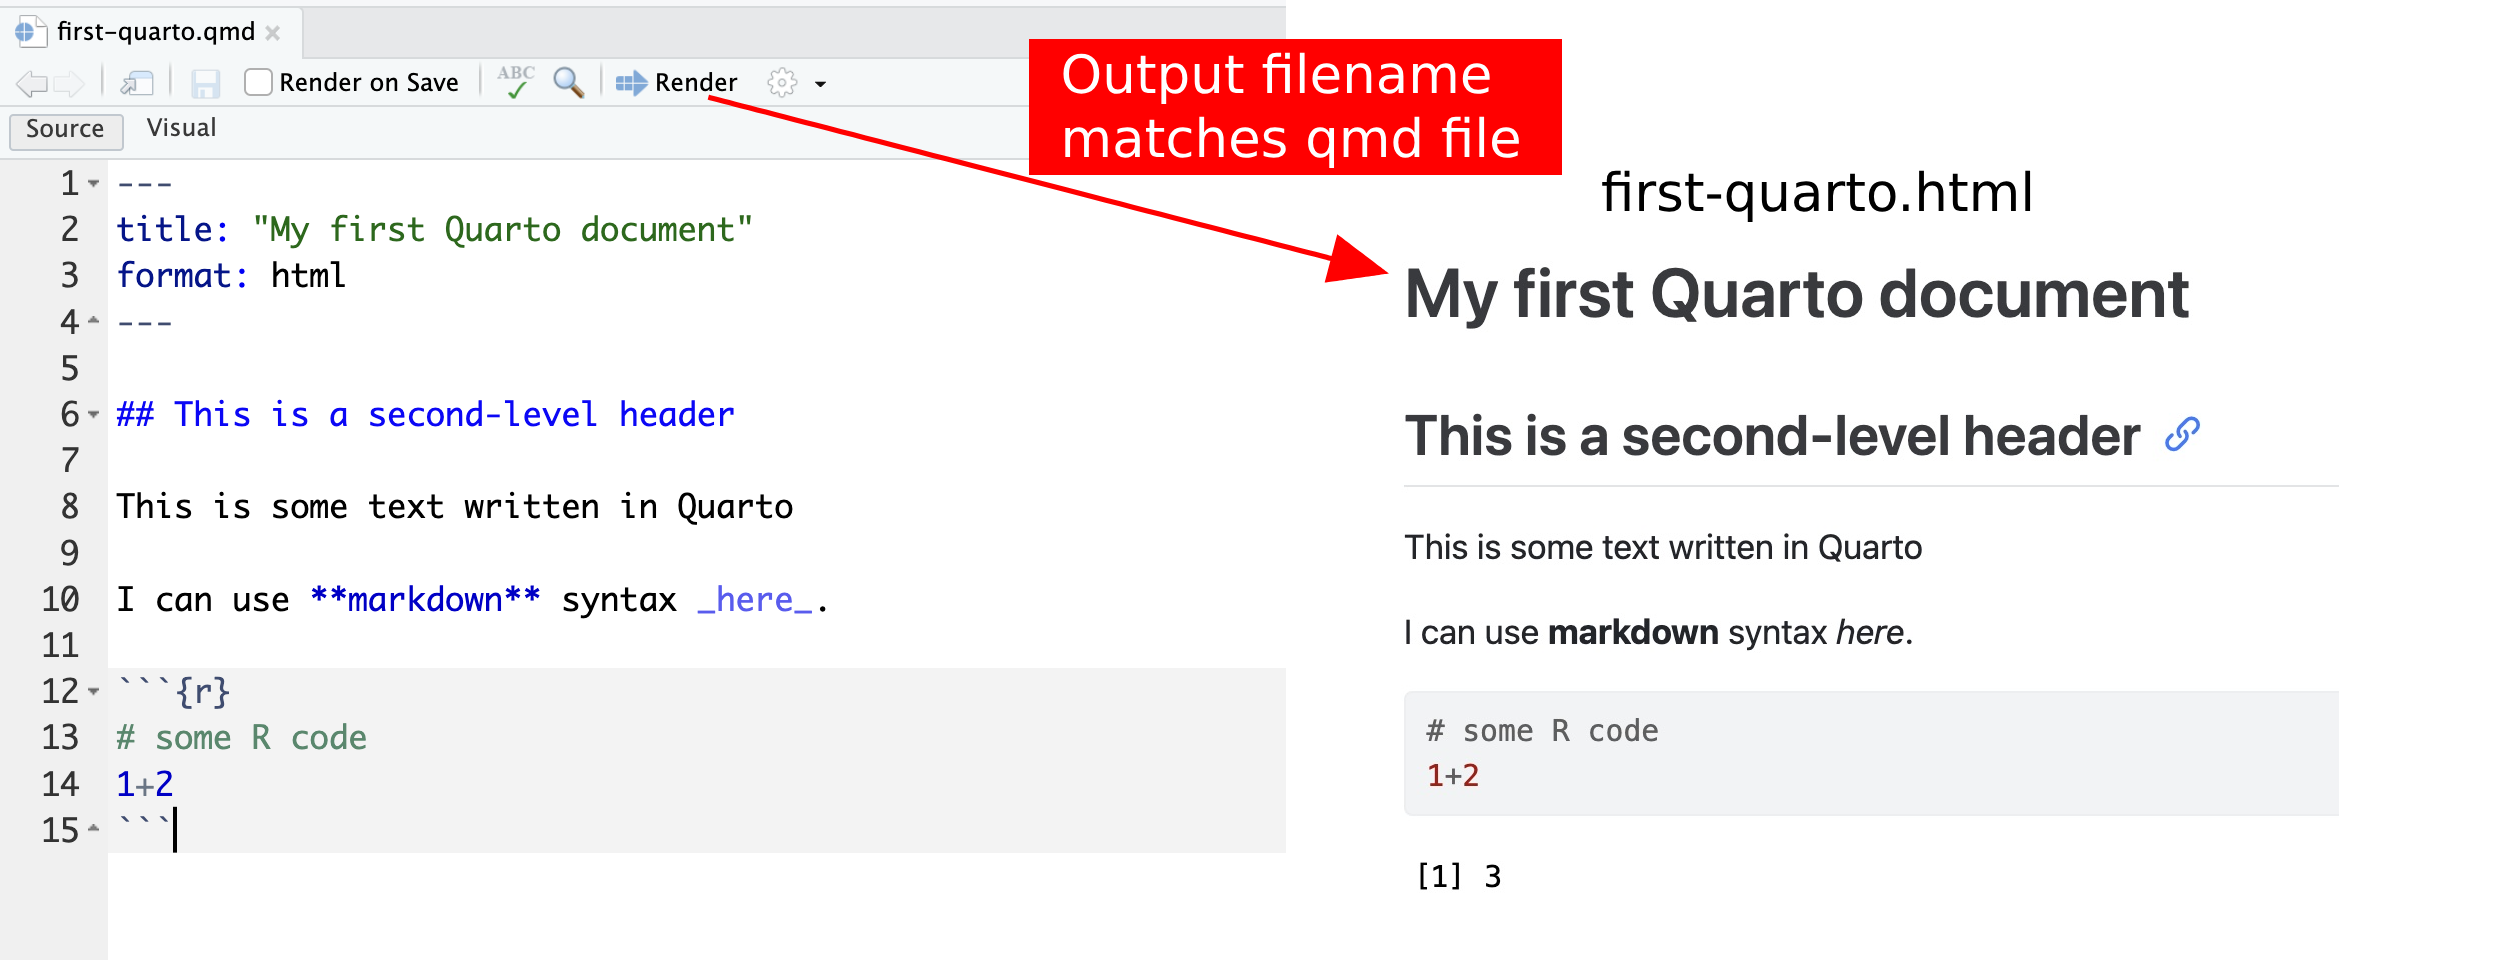 first-quarto.qmd
Render on Save
ABC
Render
Source
Visual
1 ---
2 title: "My first Quarto document"
3 format: html
4 ---
5
6 ## This is a second-level header
7
8 This is some text written in Quarto
9
10 I can use **markdown** syntax _here_.
11
12 ```{r}
13 # some R code
14 1+2
15 ```
Output filename
matches qmd file
first-quarto.html
My first Quarto document
This is a second-level header
This is some text written in Quarto
I can use markdown syntax here.
# some R code
1+2
[1] 3